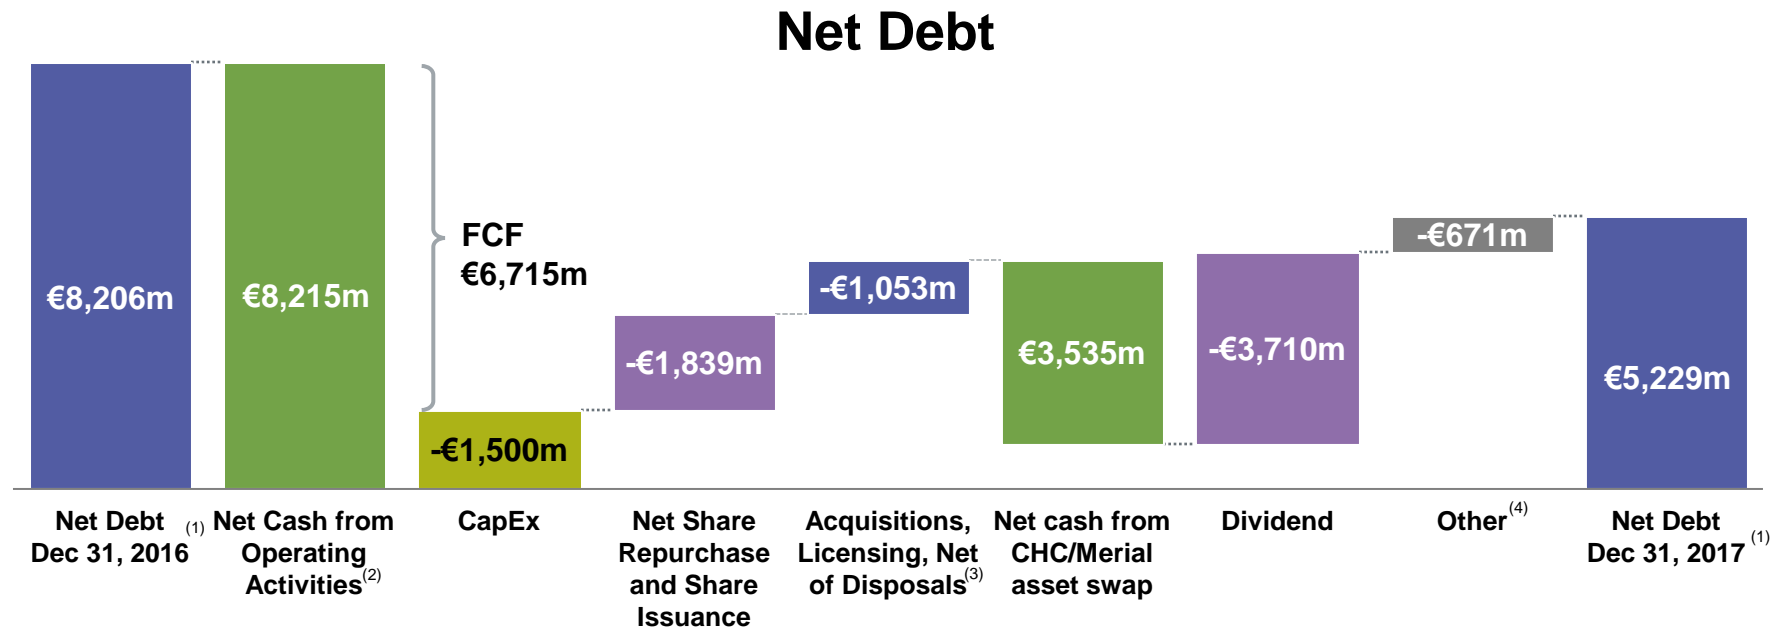 Net Debt
FCF
€6,715m
€8,206m
€8,215m
-€1,500m
-€1,839m
-€1,053m
€3,535m
-€3,710m
-€671m
€5,229m
Net Debt
Dec 31, 2016 (1)
Net Cash from
Operating
Activities(2)
CapEx
Net Share
Repurchase
and Share
Issuance
Acquisitions,
Licensing, Net
of Disposals(3)
Net cash from
CHC/Merial
asset swap
Dividend
Other(4)
Net Debt
Dec 31, 2017 (1)